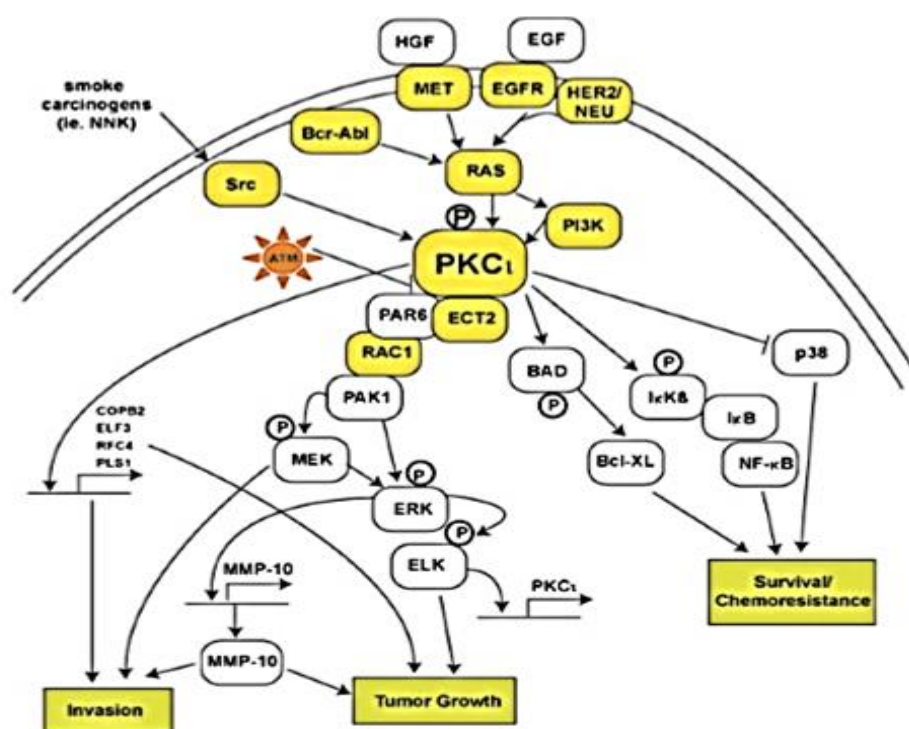 HGF
EGF
smoke
carcinogens
(ie. NNK)
MET
EGFR
HER2/
NEU
Bcr-Abl
RAS
Src
P
PI3K
ATM
PKCι
PAR6
ECT2
RAC1
p38
BAD
P
P
IκKß
PAK1
IκB
COPB2
ELF3
RFC4
PLS1
P
MEK
Bcl-XL
NF-κB
P
ERK
P
ELK
MMP-10
PKCι
Survival/
Chemoresistance
MMP-10
Invasion
Tumor Growth